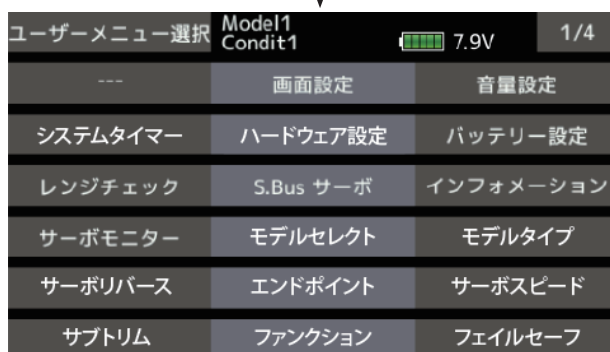 ユーザーメニュー選択 Model1 Condit1 7.9V 1/4
--- 画面設定 音量設定
システムタイマー ハードウェア設定 バッテリー設定
レンジチェック S.Bus サーボ インフォメーション
サーボモニター モデルセレクト モデルタイプ
サーボリバース エンドポイント サーボスピード
サブトリム ファンクション フェイルセーフ